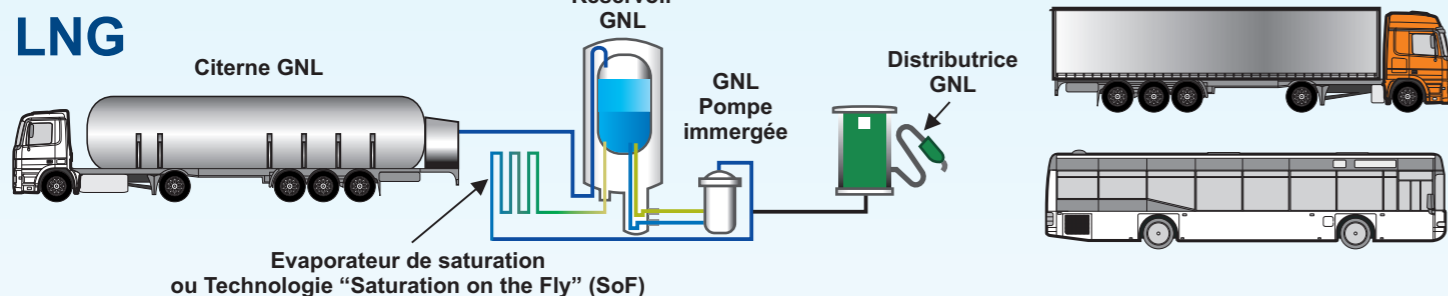 LNG
Citerne GNL
Réservoir
GNL
GNL
Pompe
immergée
Distributrice
GNL
Evaporateur de saturation
ou Technologie “Saturation on the Fly” (SoF)